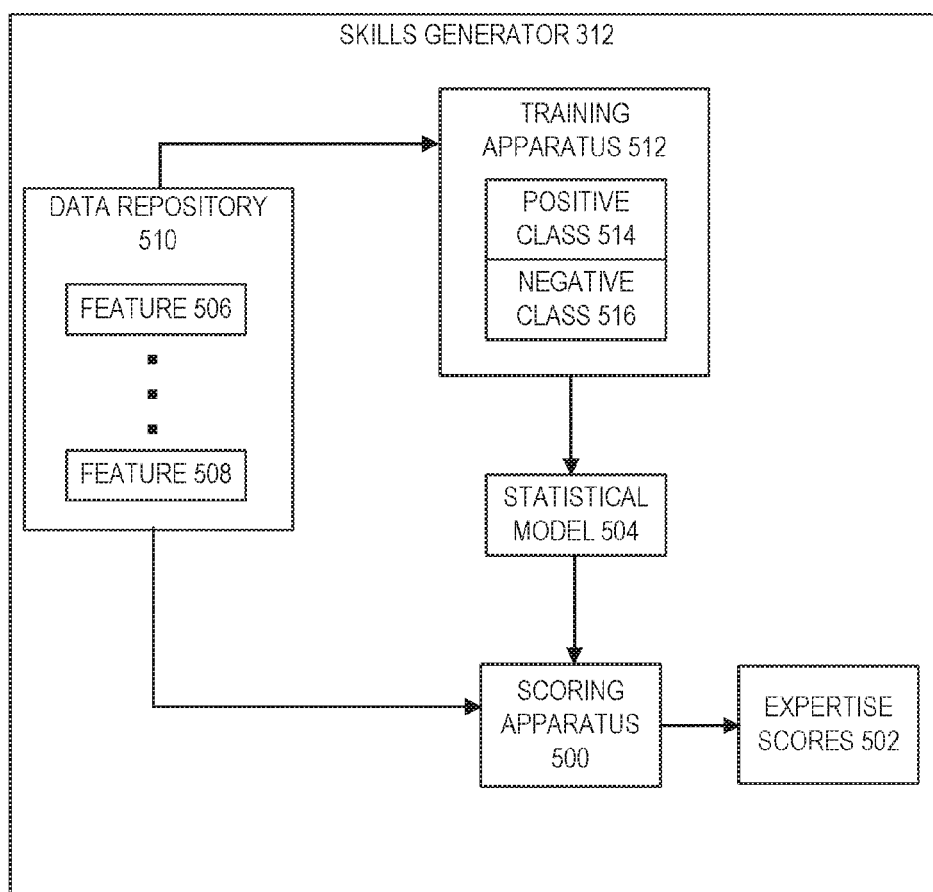 SKILLS GENERATOR 312
TRAINING
APPARATUS 512
POSITIVE
CLASS 514
NEGATIVE
CLASS 516
DATA REPOSITORY
510
FEATURE 506
FEATURE 508
STATISTICAL
MODEL 504
SCORING
APPARATUS
500
EXPERTISE
SCORES 502